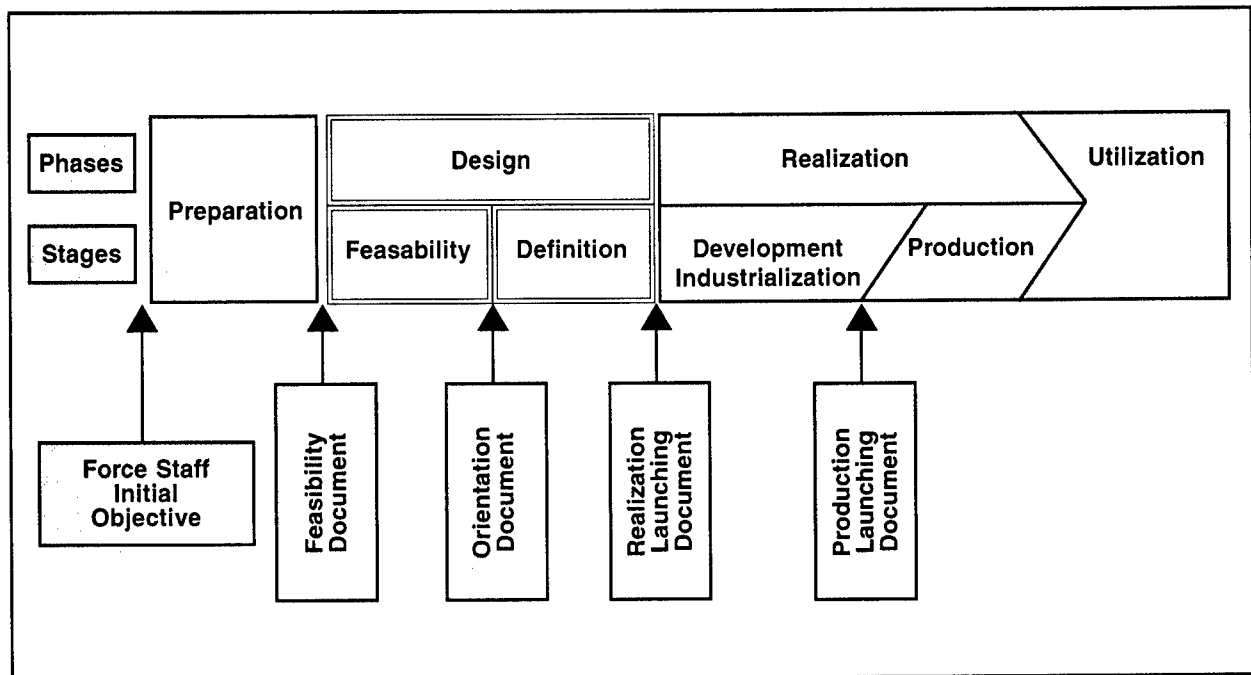 Phases
Stages
Preparation
Design
Feasability
Definition
Realization
Development
Industrialization
Production
Utilization
Force Staff
Initial
Objective
Feasibility
Document
Orientation
Document
Realization
Launching
Document
Production
Launching
Document